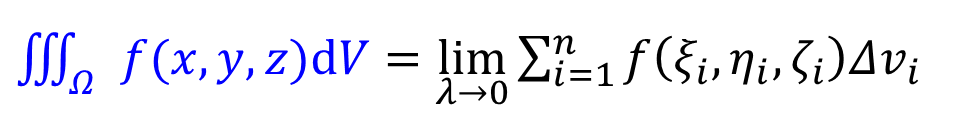 ∭_Ω f(x, y, z)dV = lim_{λ→0} ∑_{i=1}^{n} f(ξ_i, η_i, ζ_i)Δv_i